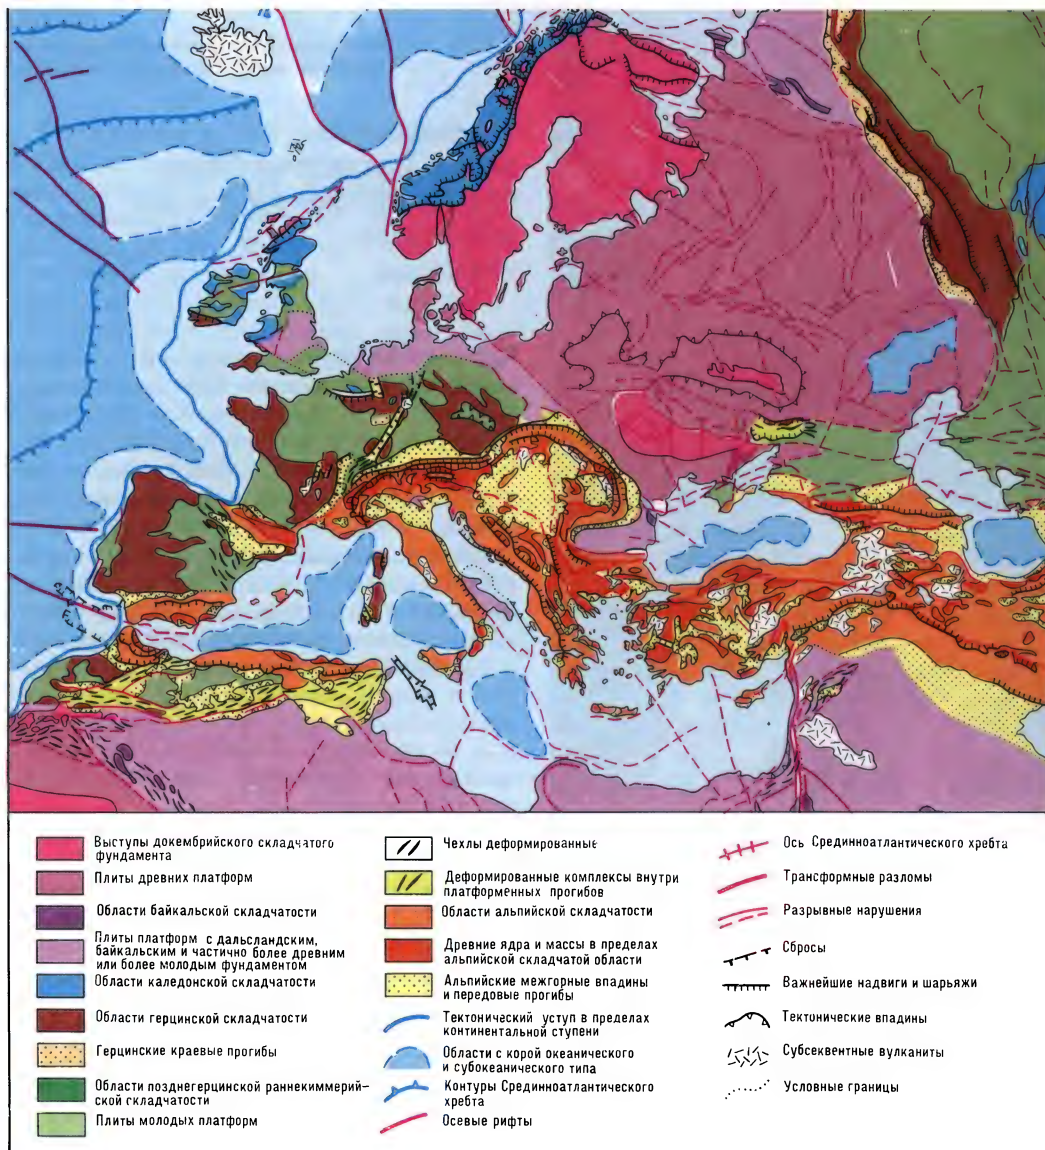 Выступы докембрийского складчатого
фундамента
Плиты древних платформ
Области байкальской складчатости
Плиты платформ с дальсландским,
байкальским и частично более древним
или более молодым фундаментом
Области каледонской складчатости
Области герцинской складчатости
Герцинские краевые прогибы
Области позднегерцинской раннекиммерий-
ской складчатости
Плиты молодых платформ
Чехлы деформированные
Деформированные комплексы внутри
платформенных прогибов
Области альпийской складчатости
Древние ядра и массы в пределах
альпийской складчатой области
Альпийские межгорные впадины
и передовые прогибы
Тектонический уступ в пределах
континентальной ступени
Области с корой океанического
и субокеанического типа
Контуры Срединноатлантического
хребта
Осевые рифты
Ось Срединноатлантического хребта
Трансформные разломы
Разрывные нарушения
Сбросы
Важнейшие надвиги и шарьяжи
Тектонические впадины
Субсеквентные вулканиты
Условные границы